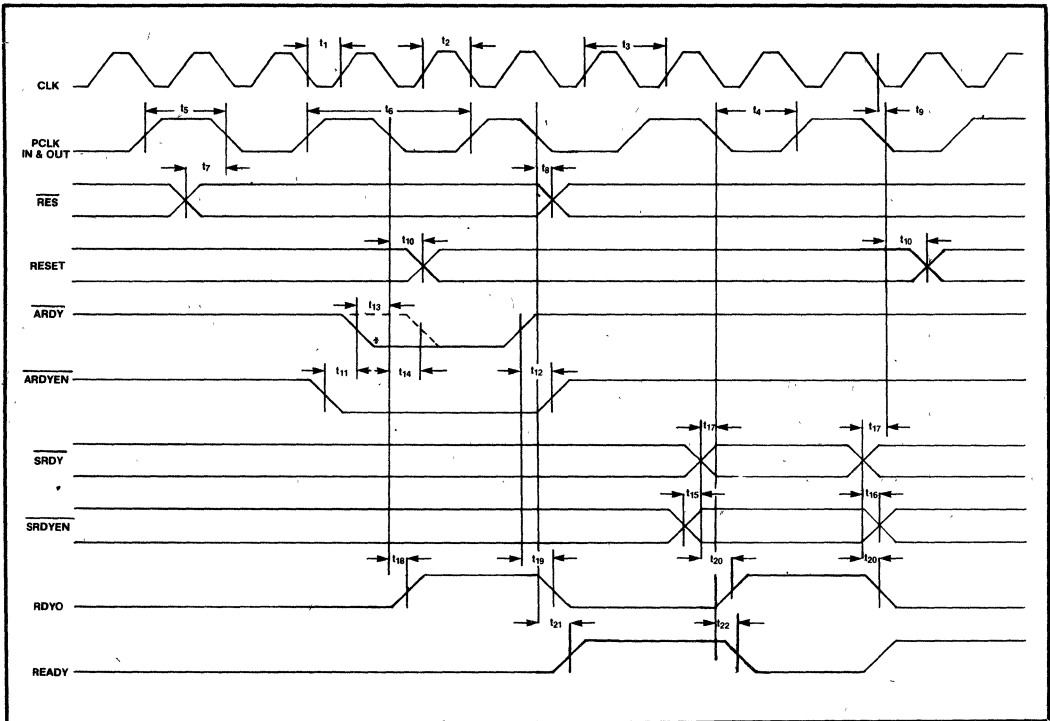 t1
t2
t3
CLK
t5
t6
t4
t9
PCLK
IN & OUT
t7
t8
RES
t10
t10
RESET
t13
ARDY
t11
t14
t12
ARDYEN
t17
t17
SRDY
t15
t16
SRDYEN
t18
t19
t20
t20
RDYO
t21
t22
READY